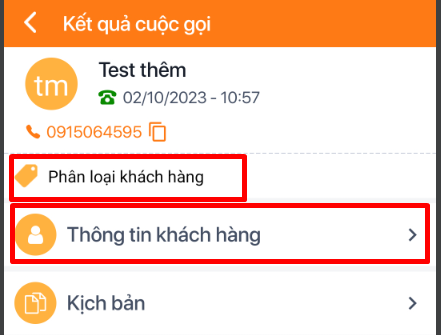 Kết quả cuộc gọi
tm
Test thêm
02/10/2023 - 10:57
0915064595
Phân loại khách hàng
Thông tin khách hàng
Kịch bản